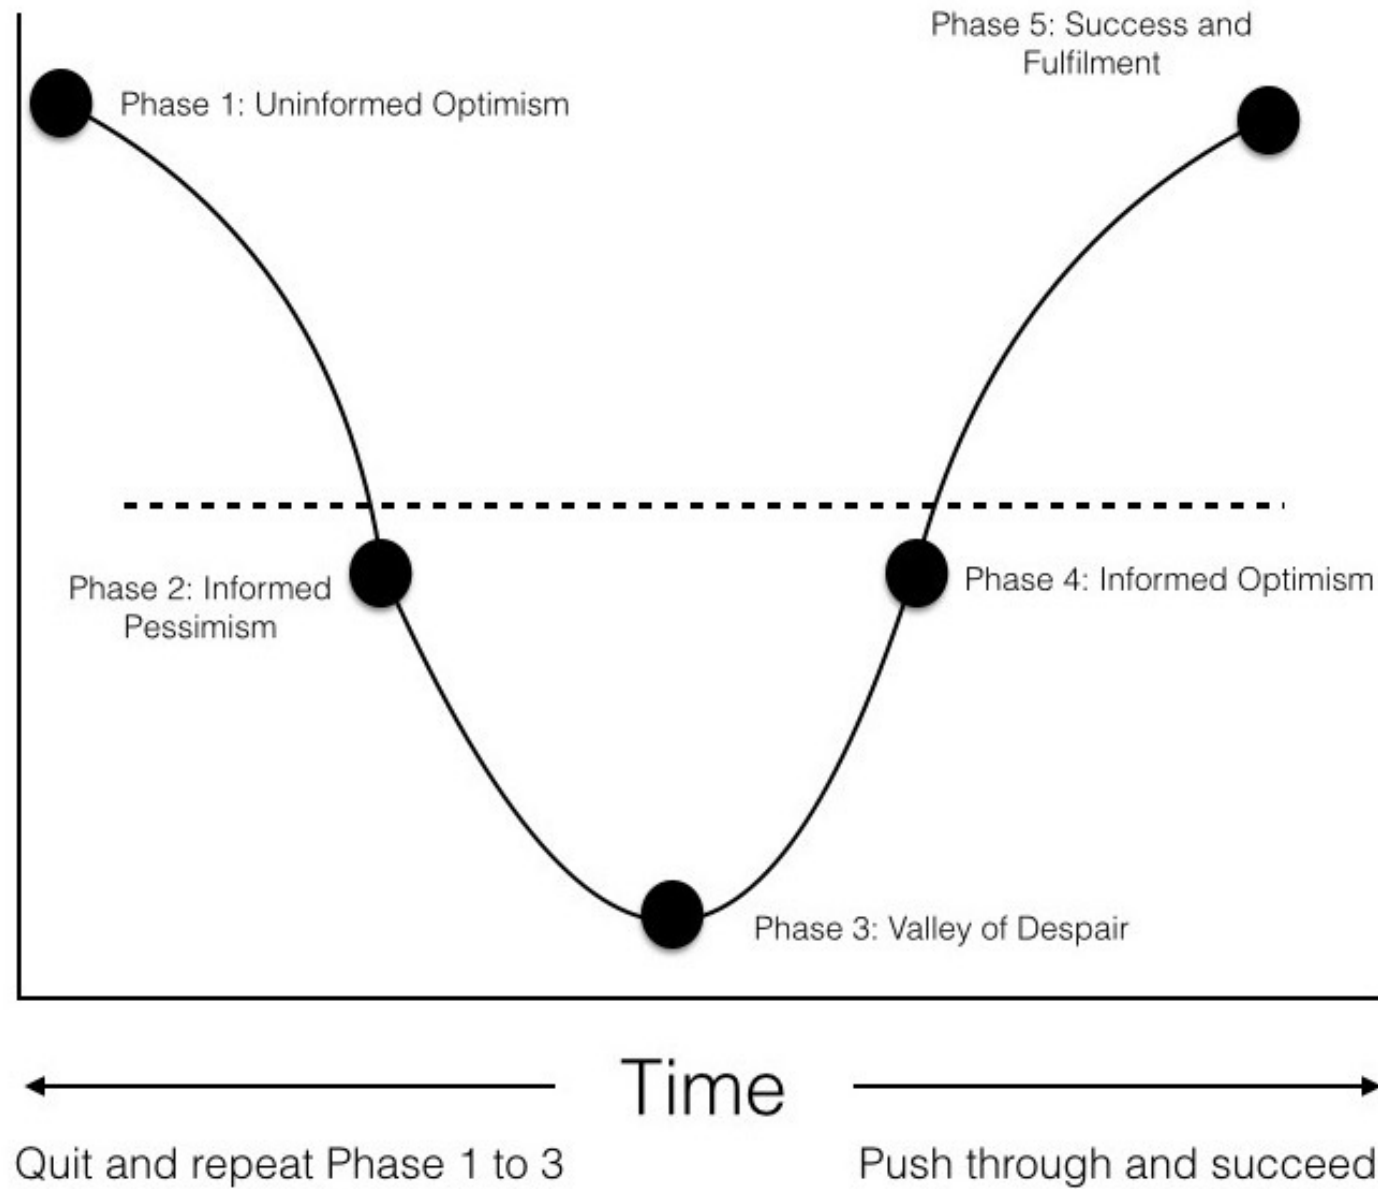 Phase 5: Success and
Fulfilment
Phase 1: Uninformed Optimism
Phase 2: Informed
Pessimism
Phase 4: Informed Optimism
Phase 3: Valley of Despair
Time
Quit and repeat Phase 1 to 3
Push through and succeed